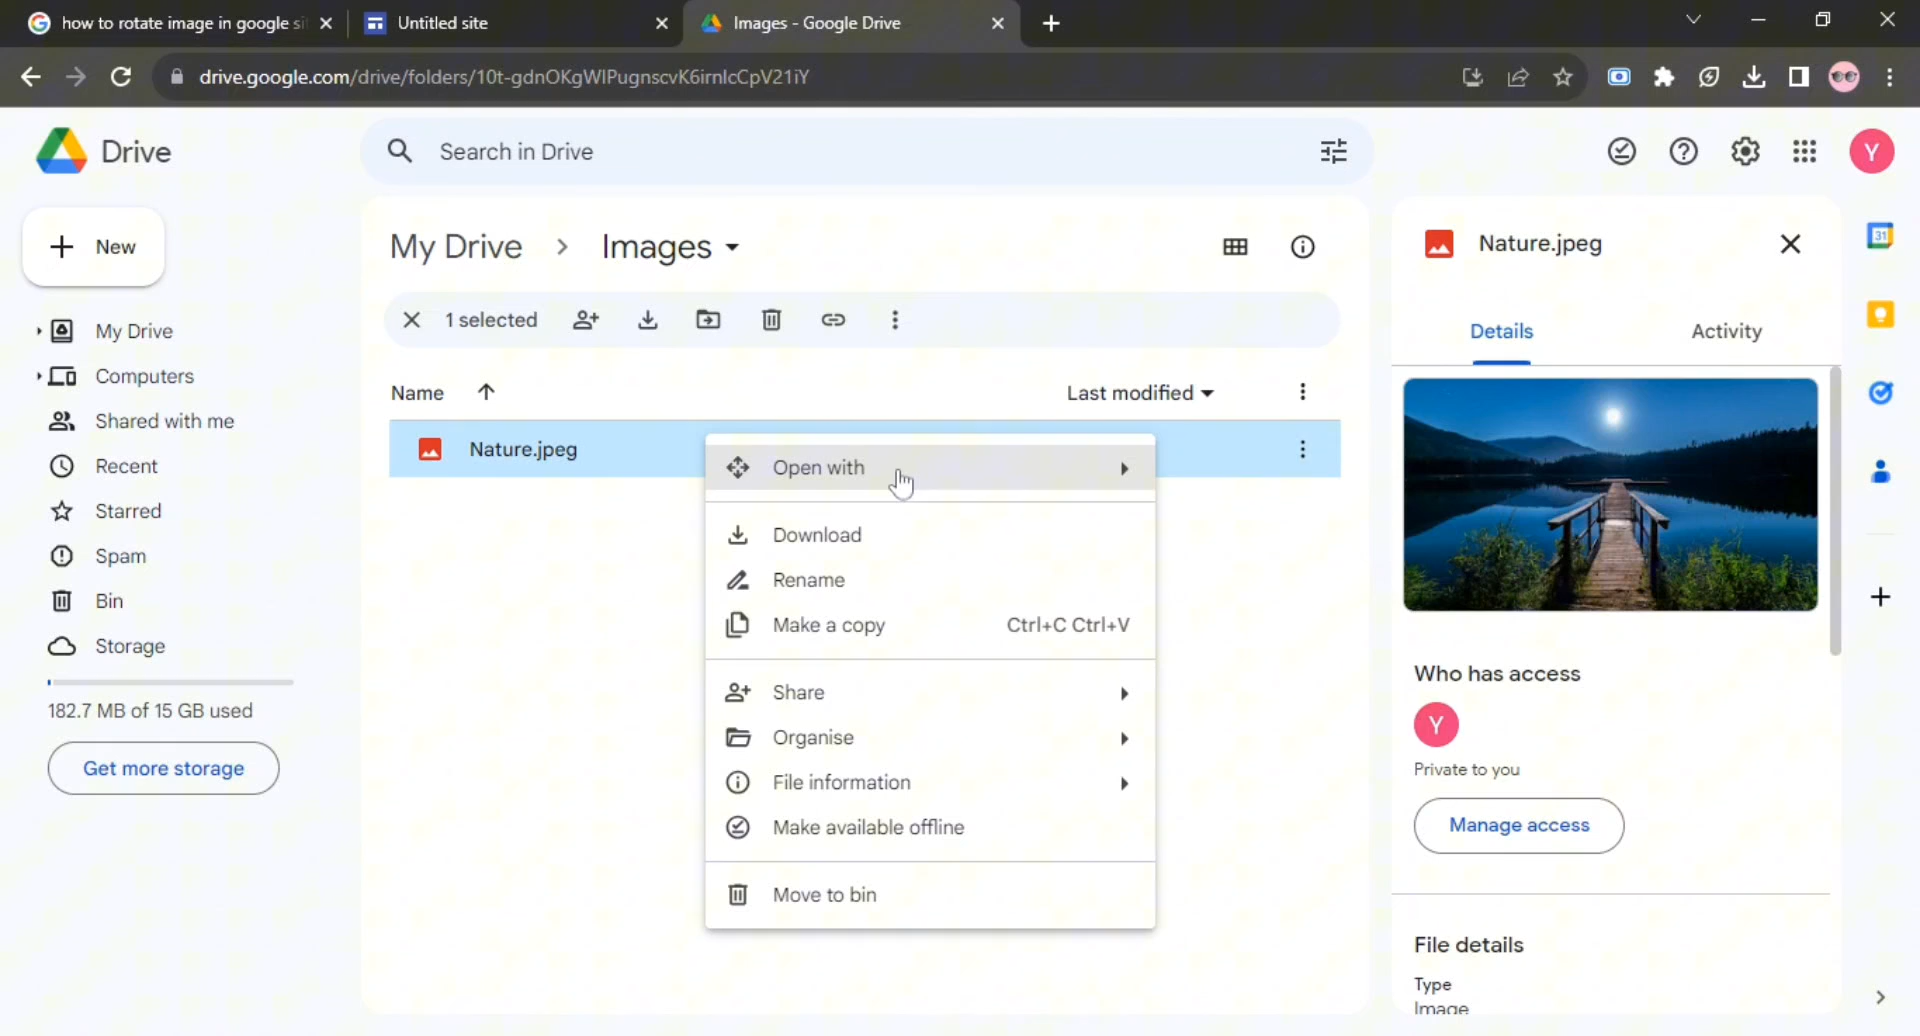 how to rotate image in google si
Untitled site
Images - Google Drive
drive.google.com/drive/folders/10t-gdnOKgWlPugnscvK6irnlcCpV21iY
Drive
Search in Drive
Y
New
My Drive
Computers
Shared with me
Recent
Starred
Spam
Bin
Storage
182.7 MB of 15 GB used
Get more storage
My Drive > Images
1 selected
Name
Last modified
Nature.jpeg
Open with
Download
Rename
Make a copy Ctrl+C Ctrl+V
Share
Organise
File information
Make available offline
Move to bin
Nature.jpeg
Details
Activity
Who has access
Y
Private to you
Manage access
File details
Type
Image
31